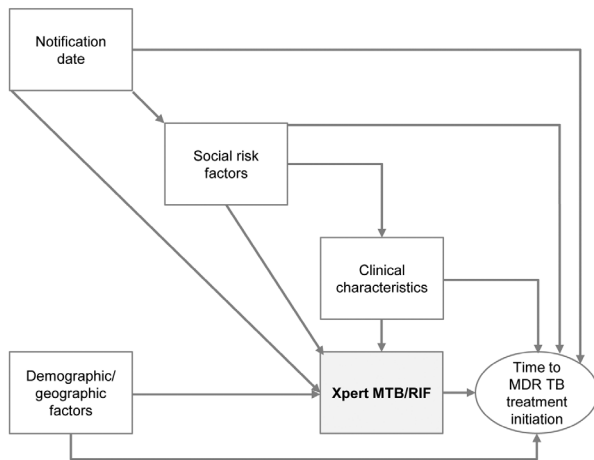 Notification
date
Social risk
factors
Clinical
characteristics
Demographic/
geographic
factors
Xpert MTB/RIF
Time to
MDR TB
treatment
initiation